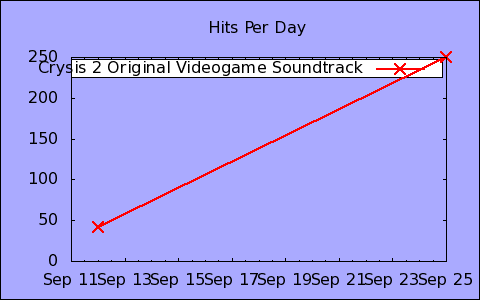 Hits Per Day
250
Crysis 2 Original Videogame Soundtrack
200
150
100
50
0
Sep 11 Sep 13 Sep 15 Sep 17 Sep 19 Sep 21 Sep 23 Sep 25